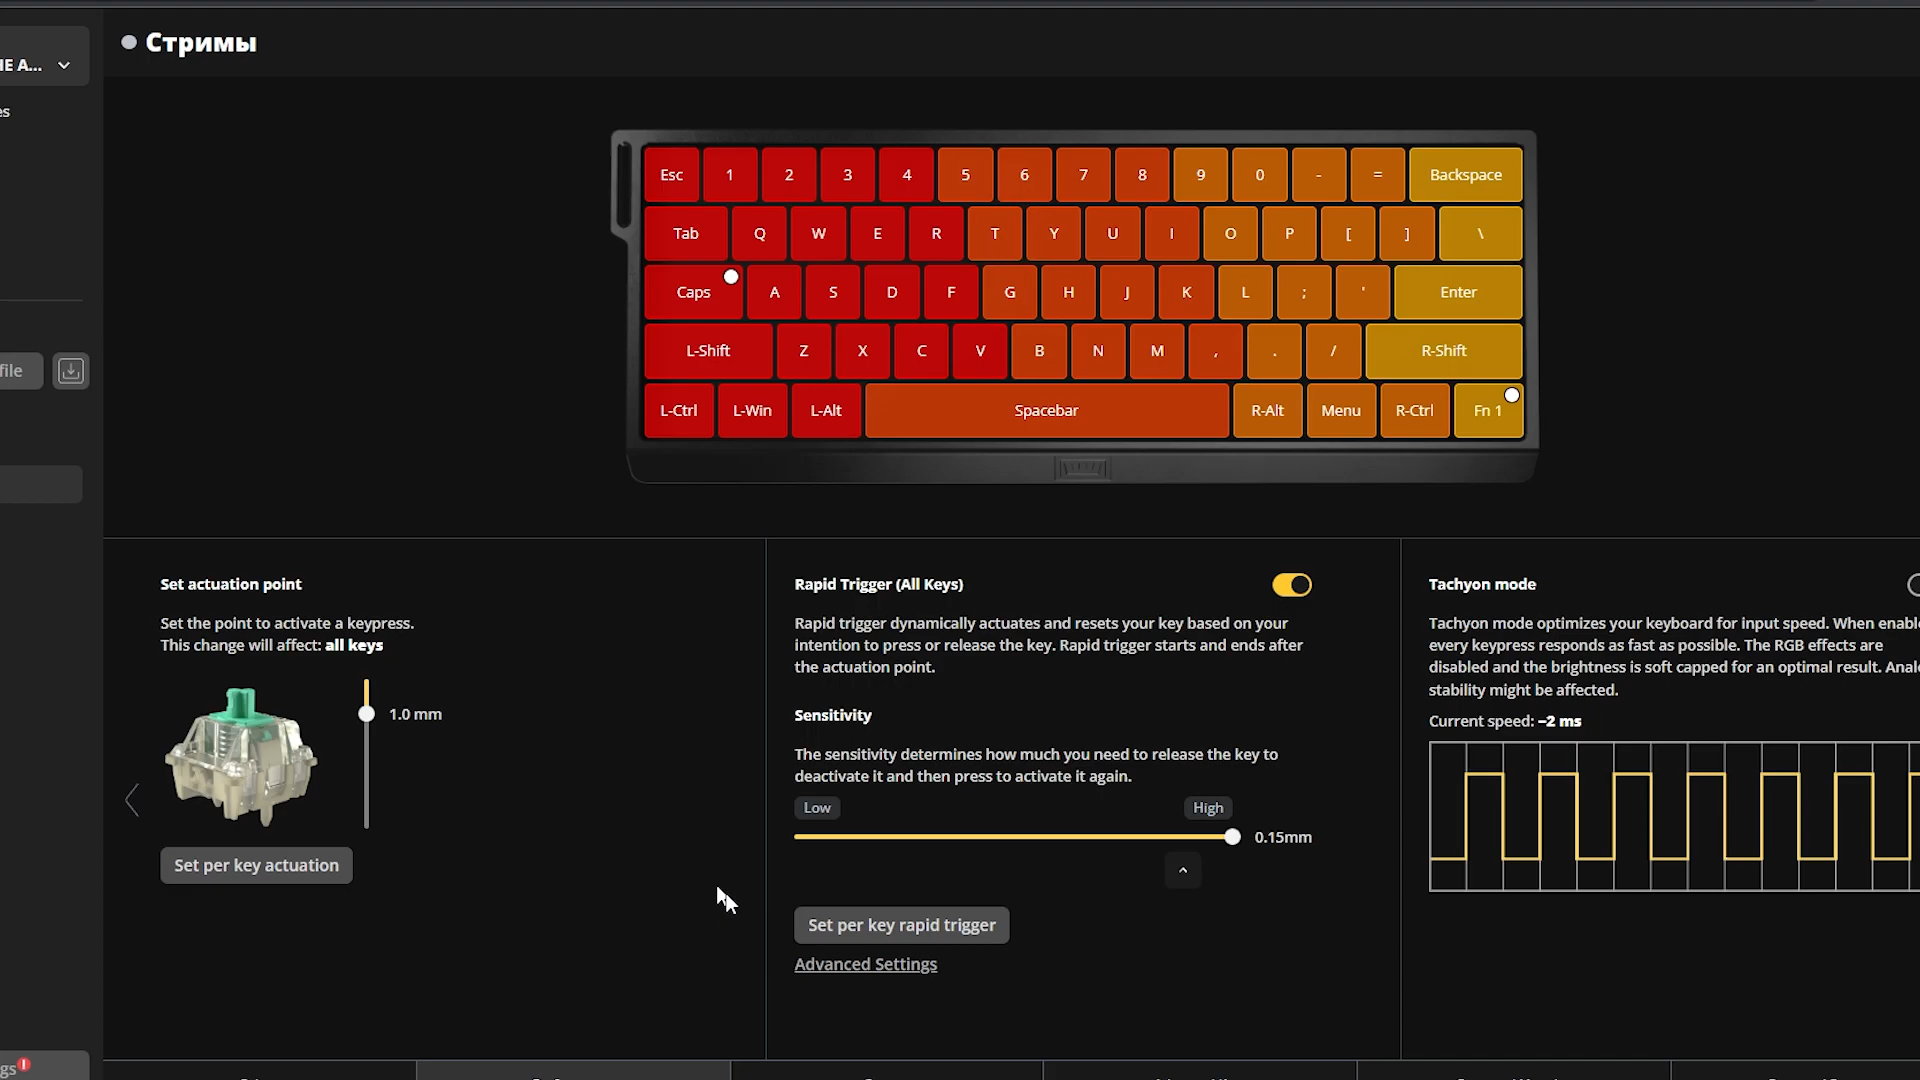 Стримы
IE A...
es
Esc 1 2 3 4 5 6 7 8 9 0 - = Backspace
Tab Q W E R T Y U I O P [ ] \
Caps A S D F G H J K L ; ' Enter
L-Shift Z X C V B N M , . / R-Shift
L-Ctrl L-Win L-Alt Spacebar R-Alt Menu R-Ctrl Fn 1
file
gs
Set actuation point
Set the point to activate a keypress.
This change will affect: all keys
1.0 mm
Set per key actuation
Rapid Trigger (All Keys)
Rapid trigger dynamically actuates and resets your key based on your
intention to press or release the key. Rapid trigger starts and ends after
the actuation point.
Sensitivity
The sensitivity determines how much you need to release the key to
deactivate it and then press to activate it again.
Low High
0.15mm
Set per key rapid trigger
Advanced Settings
Tachyon mode
Tachyon mode optimizes your keyboard for input speed. When enable
every keypress responds as fast as possible. The RGB effects are
disabled and the brightness is soft capped for an optimal result. Analo
stability might be affected.
Current speed: ~2 ms